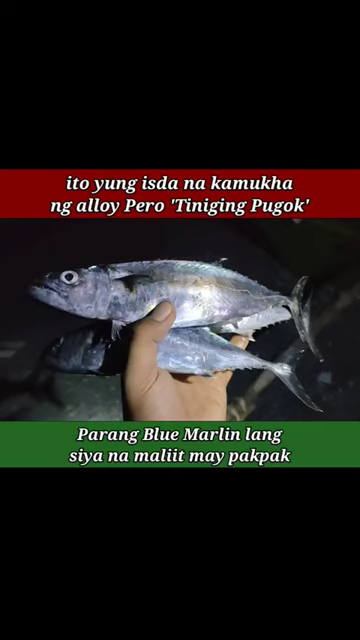 ito yung isda na kamukha
ng alloy Pero 'Tiniging Pugok'
Parang Blue Marlin lang
siya na maliit may pakpak